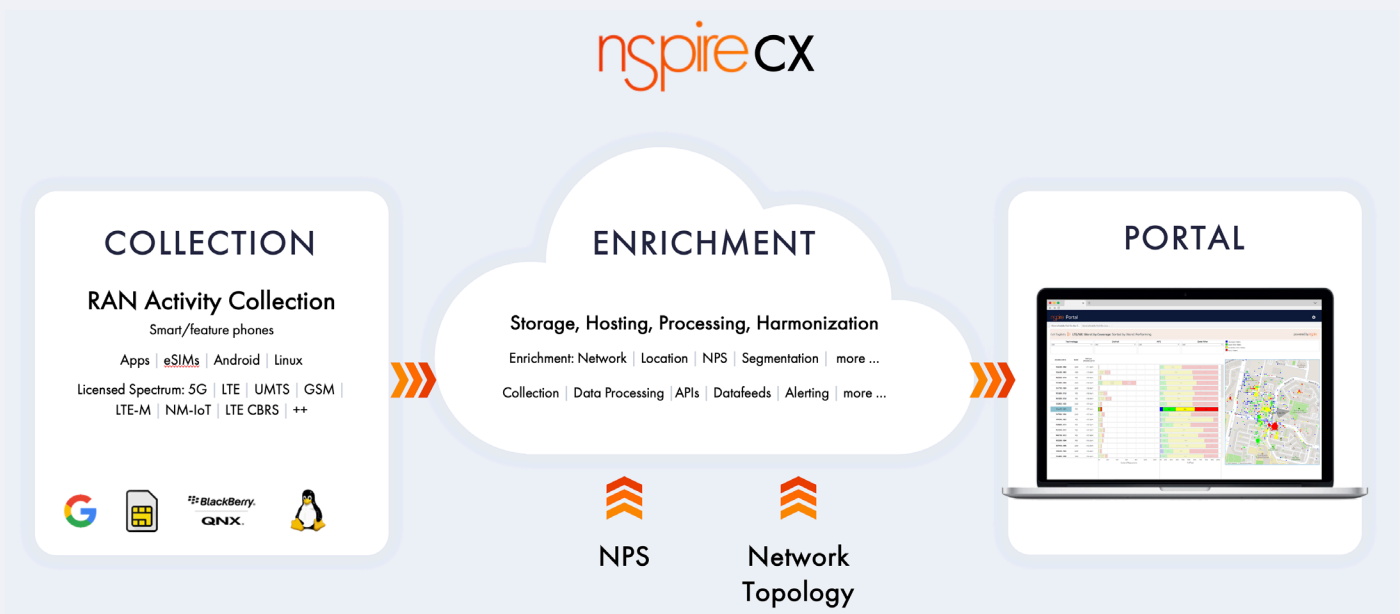 nspire CX
COLLECTION
RAN Activity Collection
Smart/feature phones
Apps | eSIMs | Android | Linux
Licensed Spectrum: 5G | LTE | UMTS | GSM |
LTE-M | NM-IoT | LTE CBRS | ++
BlackBerry.
QNX.
ENRICHMENT
Storage, Hosting, Processing, Harmonization
Enrichment: Network | Location | NPS | Segmentation | more ...
Collection | Data Processing | APIs | Datafeeds | Alerting | more ...
NPS
Network
Topology
PORTAL
nspire Portal